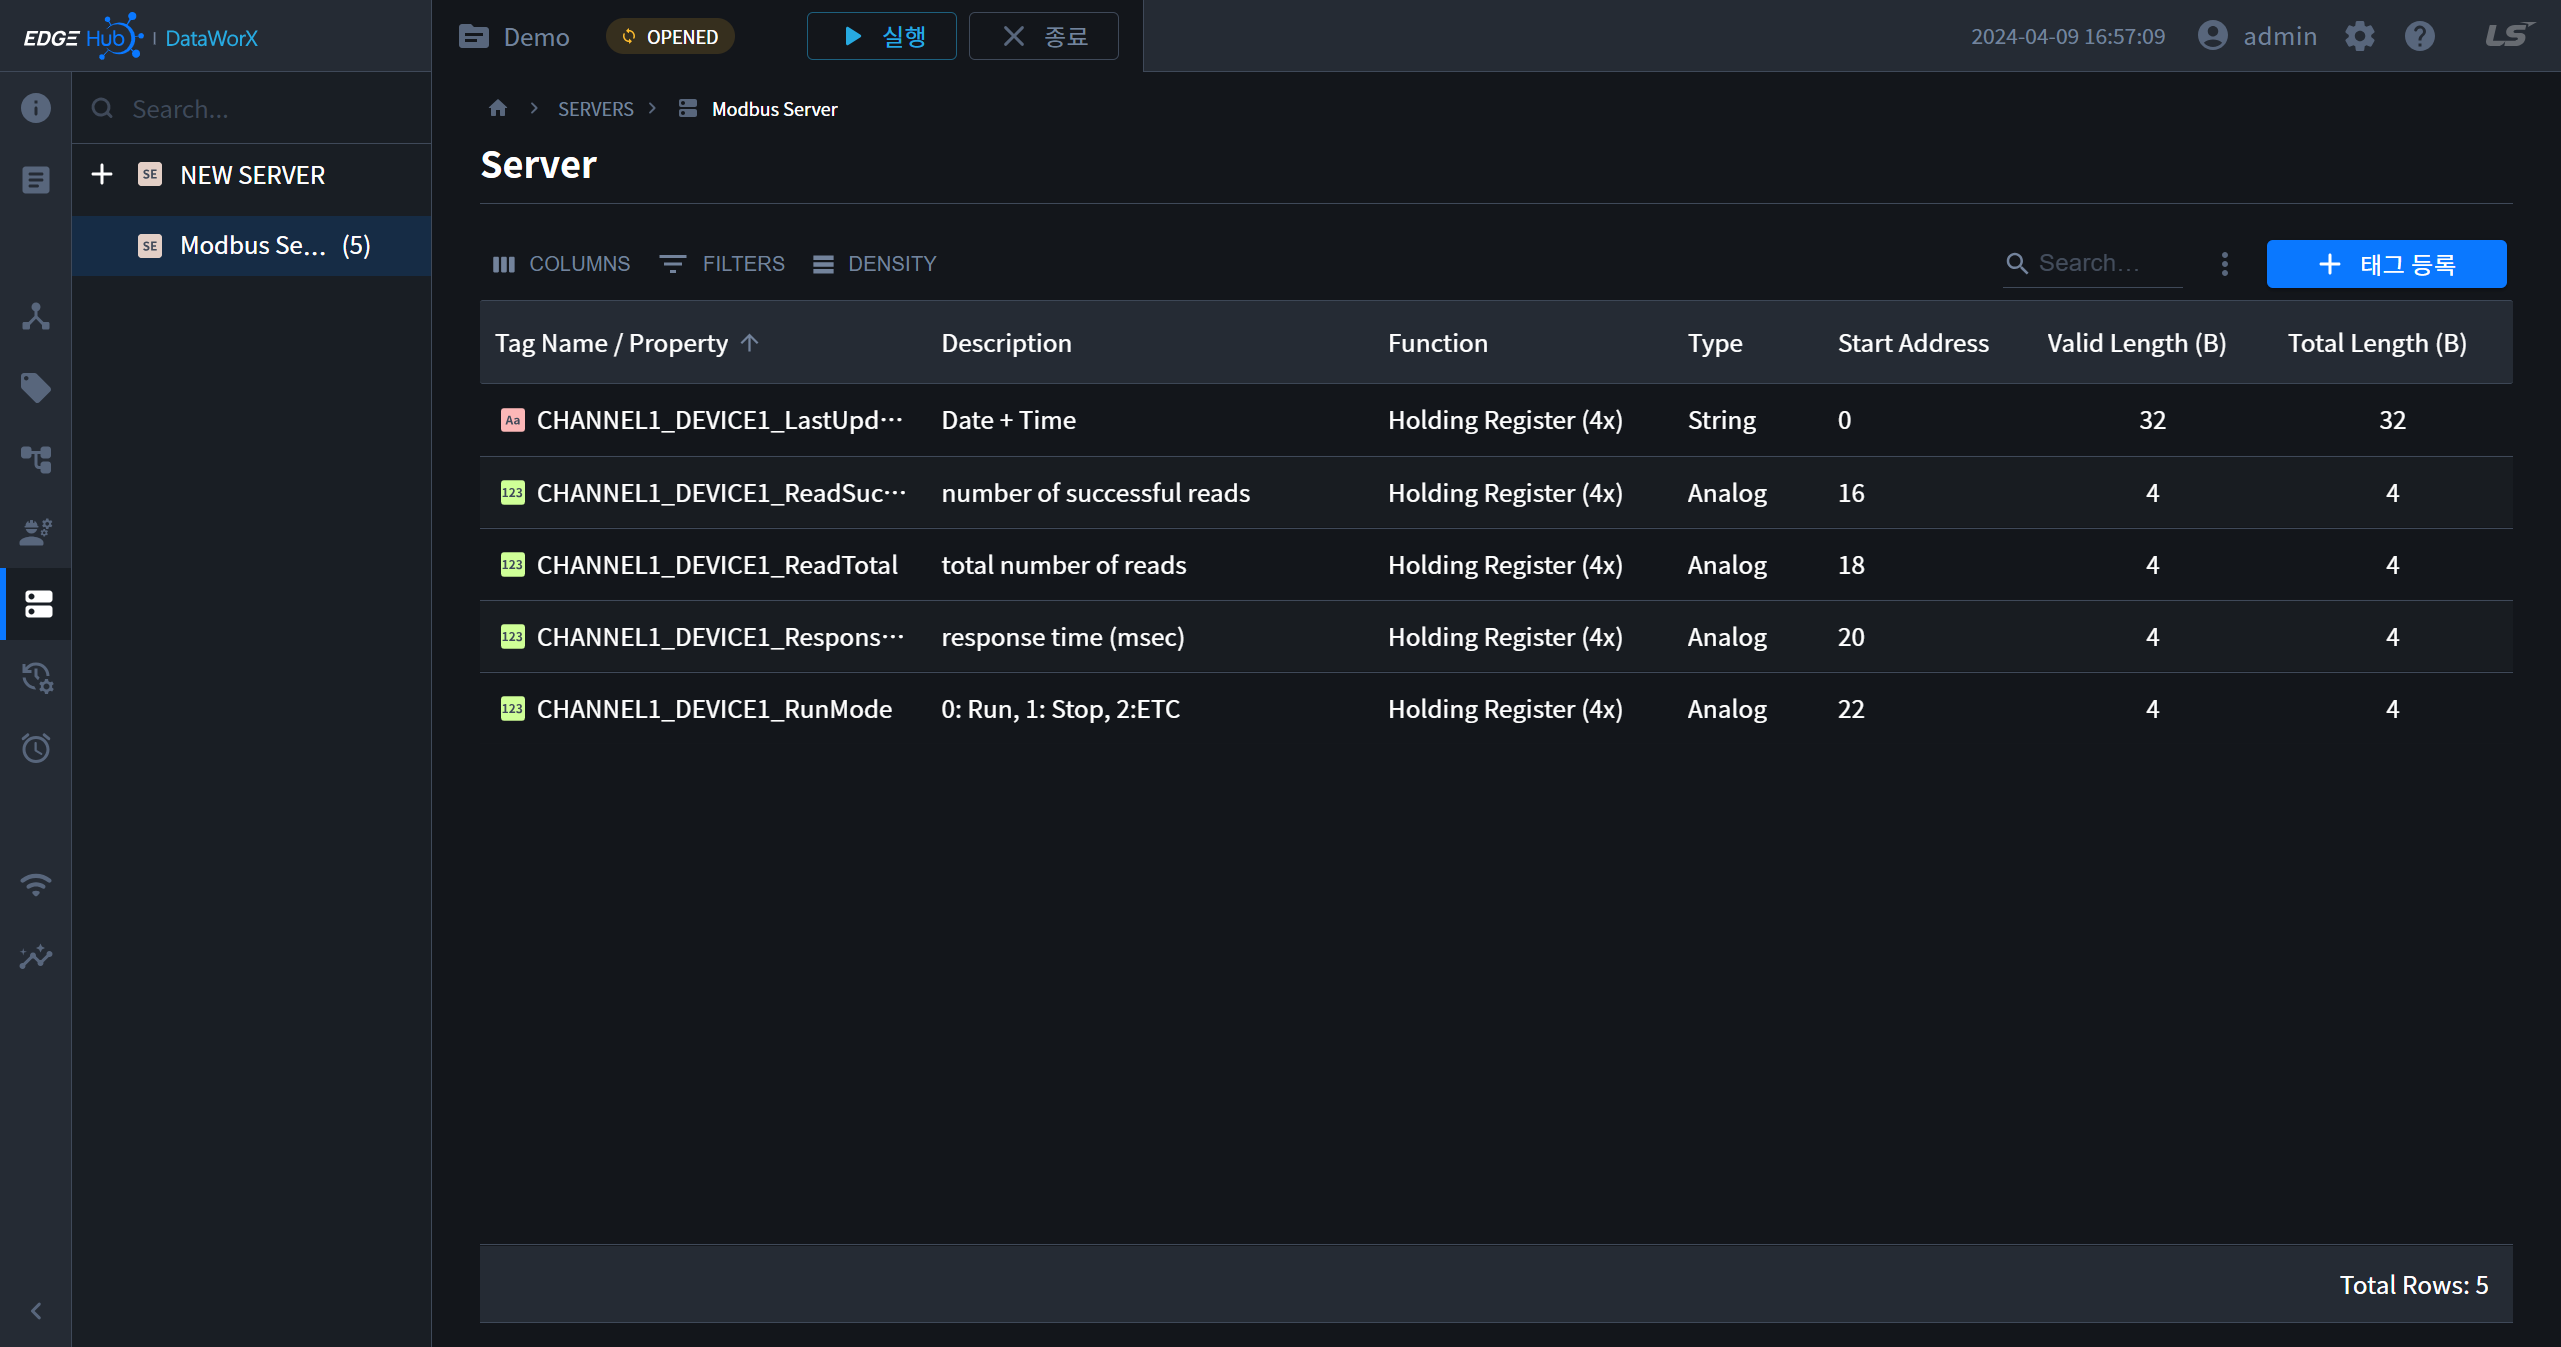 EDGE Hub | DataWorX
Demo
OPENED
실행
종료
2024-04-09 16:57:09
admin
LS
Search...
SE NEW SERVER
SE Modbus Se... (5)
SERVERS
Modbus Server
Server
COLUMNS
FILTERS
DENSITY
Search...
태그 등록
Tag Name / Property Description Function Type Start Address Valid Length (B) Total Length (B)
Aa CHANNEL1_DEVICE1_LastUpd··· Date + Time Holding Register (4x) String 0 32 32
123 CHANNEL1_DEVICE1_ReadSuc··· number of successful reads Holding Register (4x) Analog 16 4 4
123 CHANNEL1_DEVICE1_ReadTotal total number of reads Holding Register (4x) Analog 18 4 4
123 CHANNEL1_DEVICE1_Respons··· response time (msec) Holding Register (4x) Analog 20 4 4
123 CHANNEL1_DEVICE1_RunMode 0: Run, 1: Stop, 2:ETC Holding Register (4x) Analog 22 4 4
Total Rows: 5